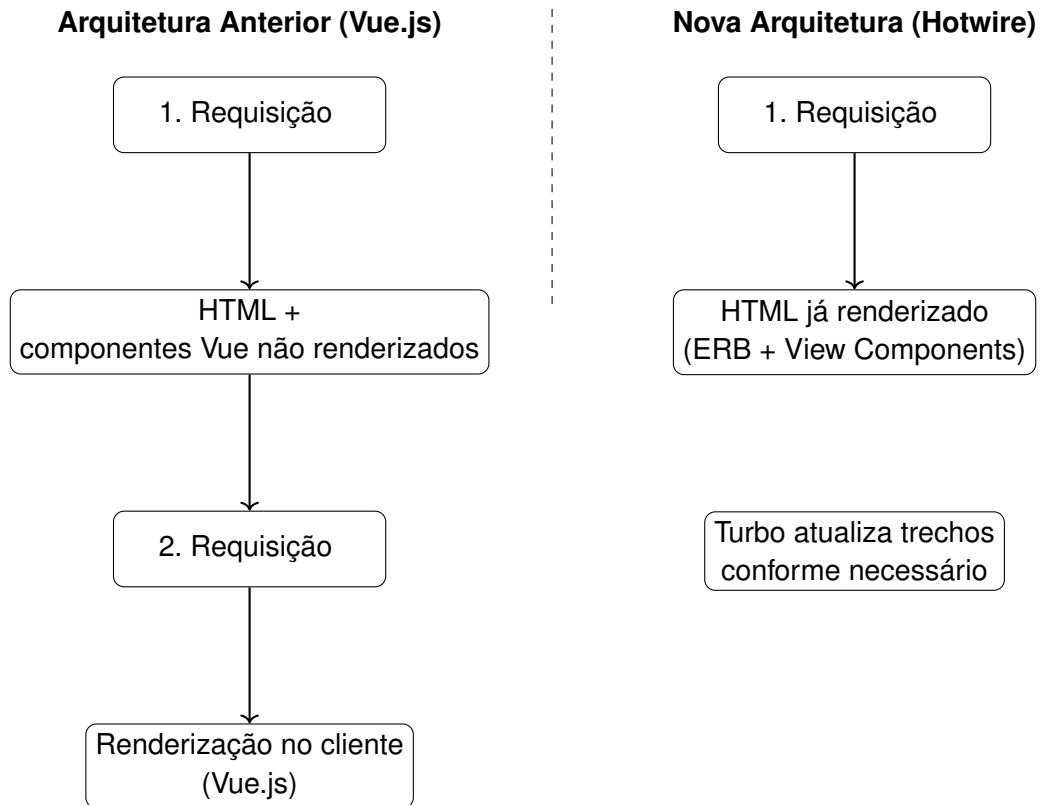 Arquitetura Anterior (Vue.js)
1. Requisição
HTML +
componentes Vue não renderizados
2. Requisição
Renderização no cliente
(Vue.js)
Nova Arquitetura (Hotwire)
1. Requisição
HTML já renderizado
(ERB + View Components)
Turbo atualiza trechos
conforme necessário